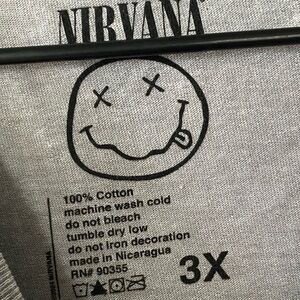 NIRVANA
100% Cotton
machine wash cold
do not bleach
tumble dry low
do not iron decoration
made in Nicaragua
RN# 90355
3X